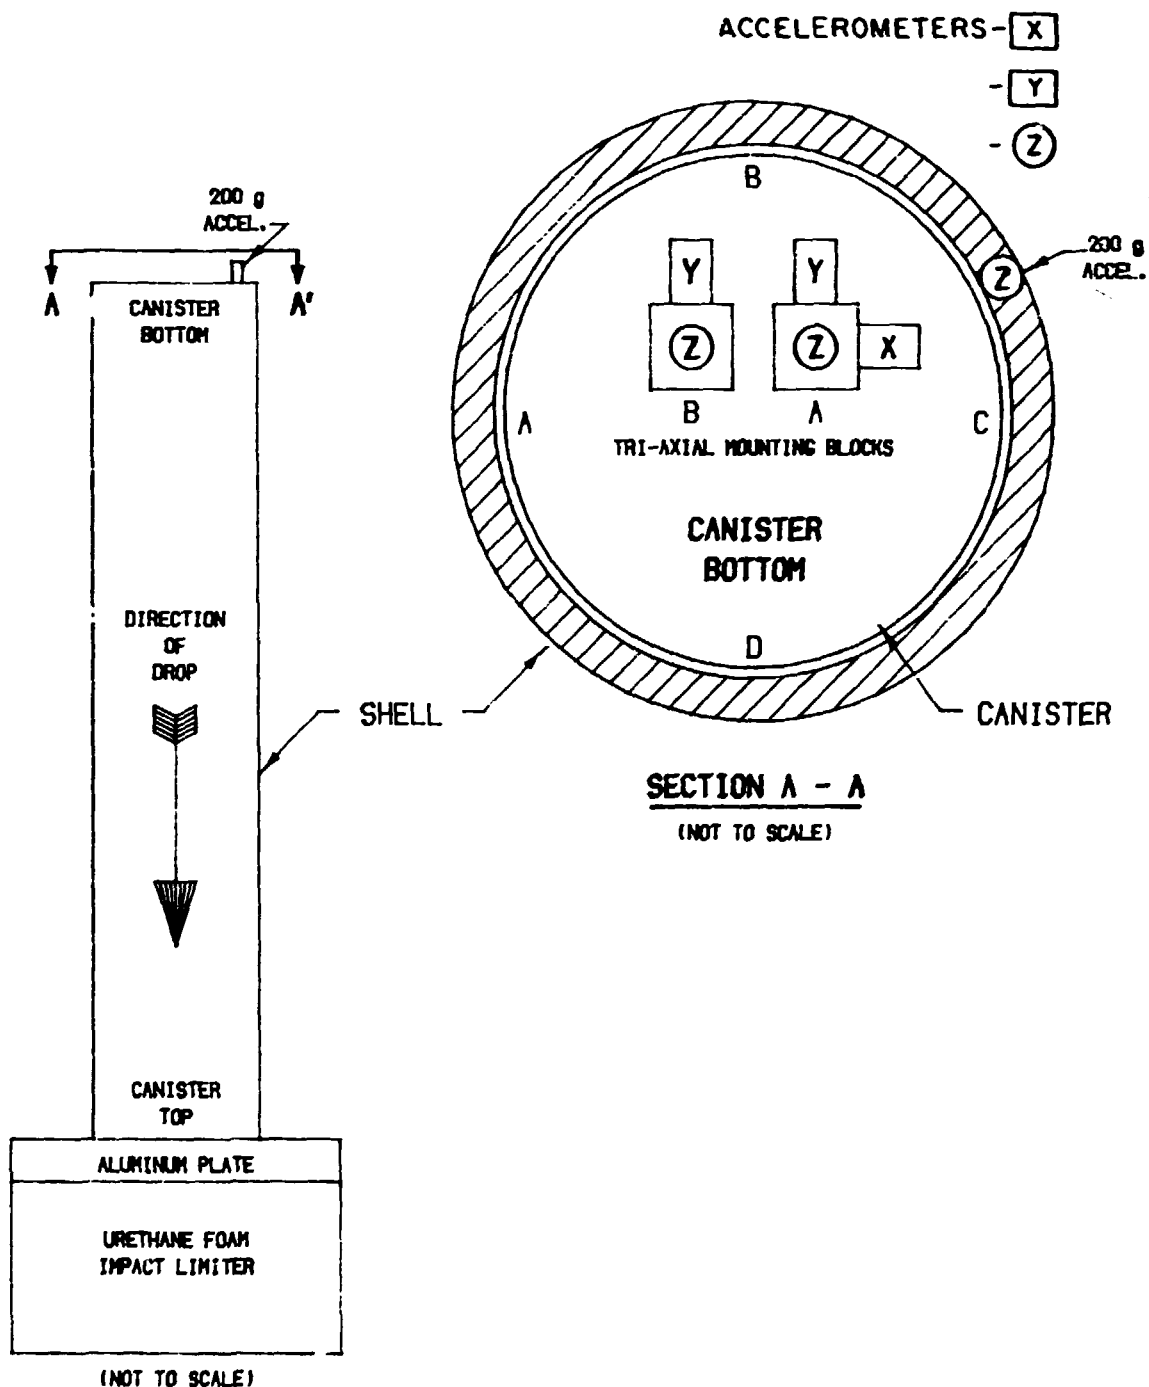 ACCELEROMETERS- X
- Y
- Z
200 g
ACCEL.
A A'
CANISTER
BOTTOM
DIRECTION
OF
DROP
SHELL
CANISTER
TOP
ALUMINUM PLATE
URETHANE FOAM
IMPACT LIMITER
(NOT TO SCALE)
B
200 g
ACCEL.
Z
Y Y
Z Z X
B A
A C
TRI-AXIAL MOUNTING BLOCKS
CANISTER
BOTTOM
D
CANISTER
SECTION A - A
(NOT TO SCALE)